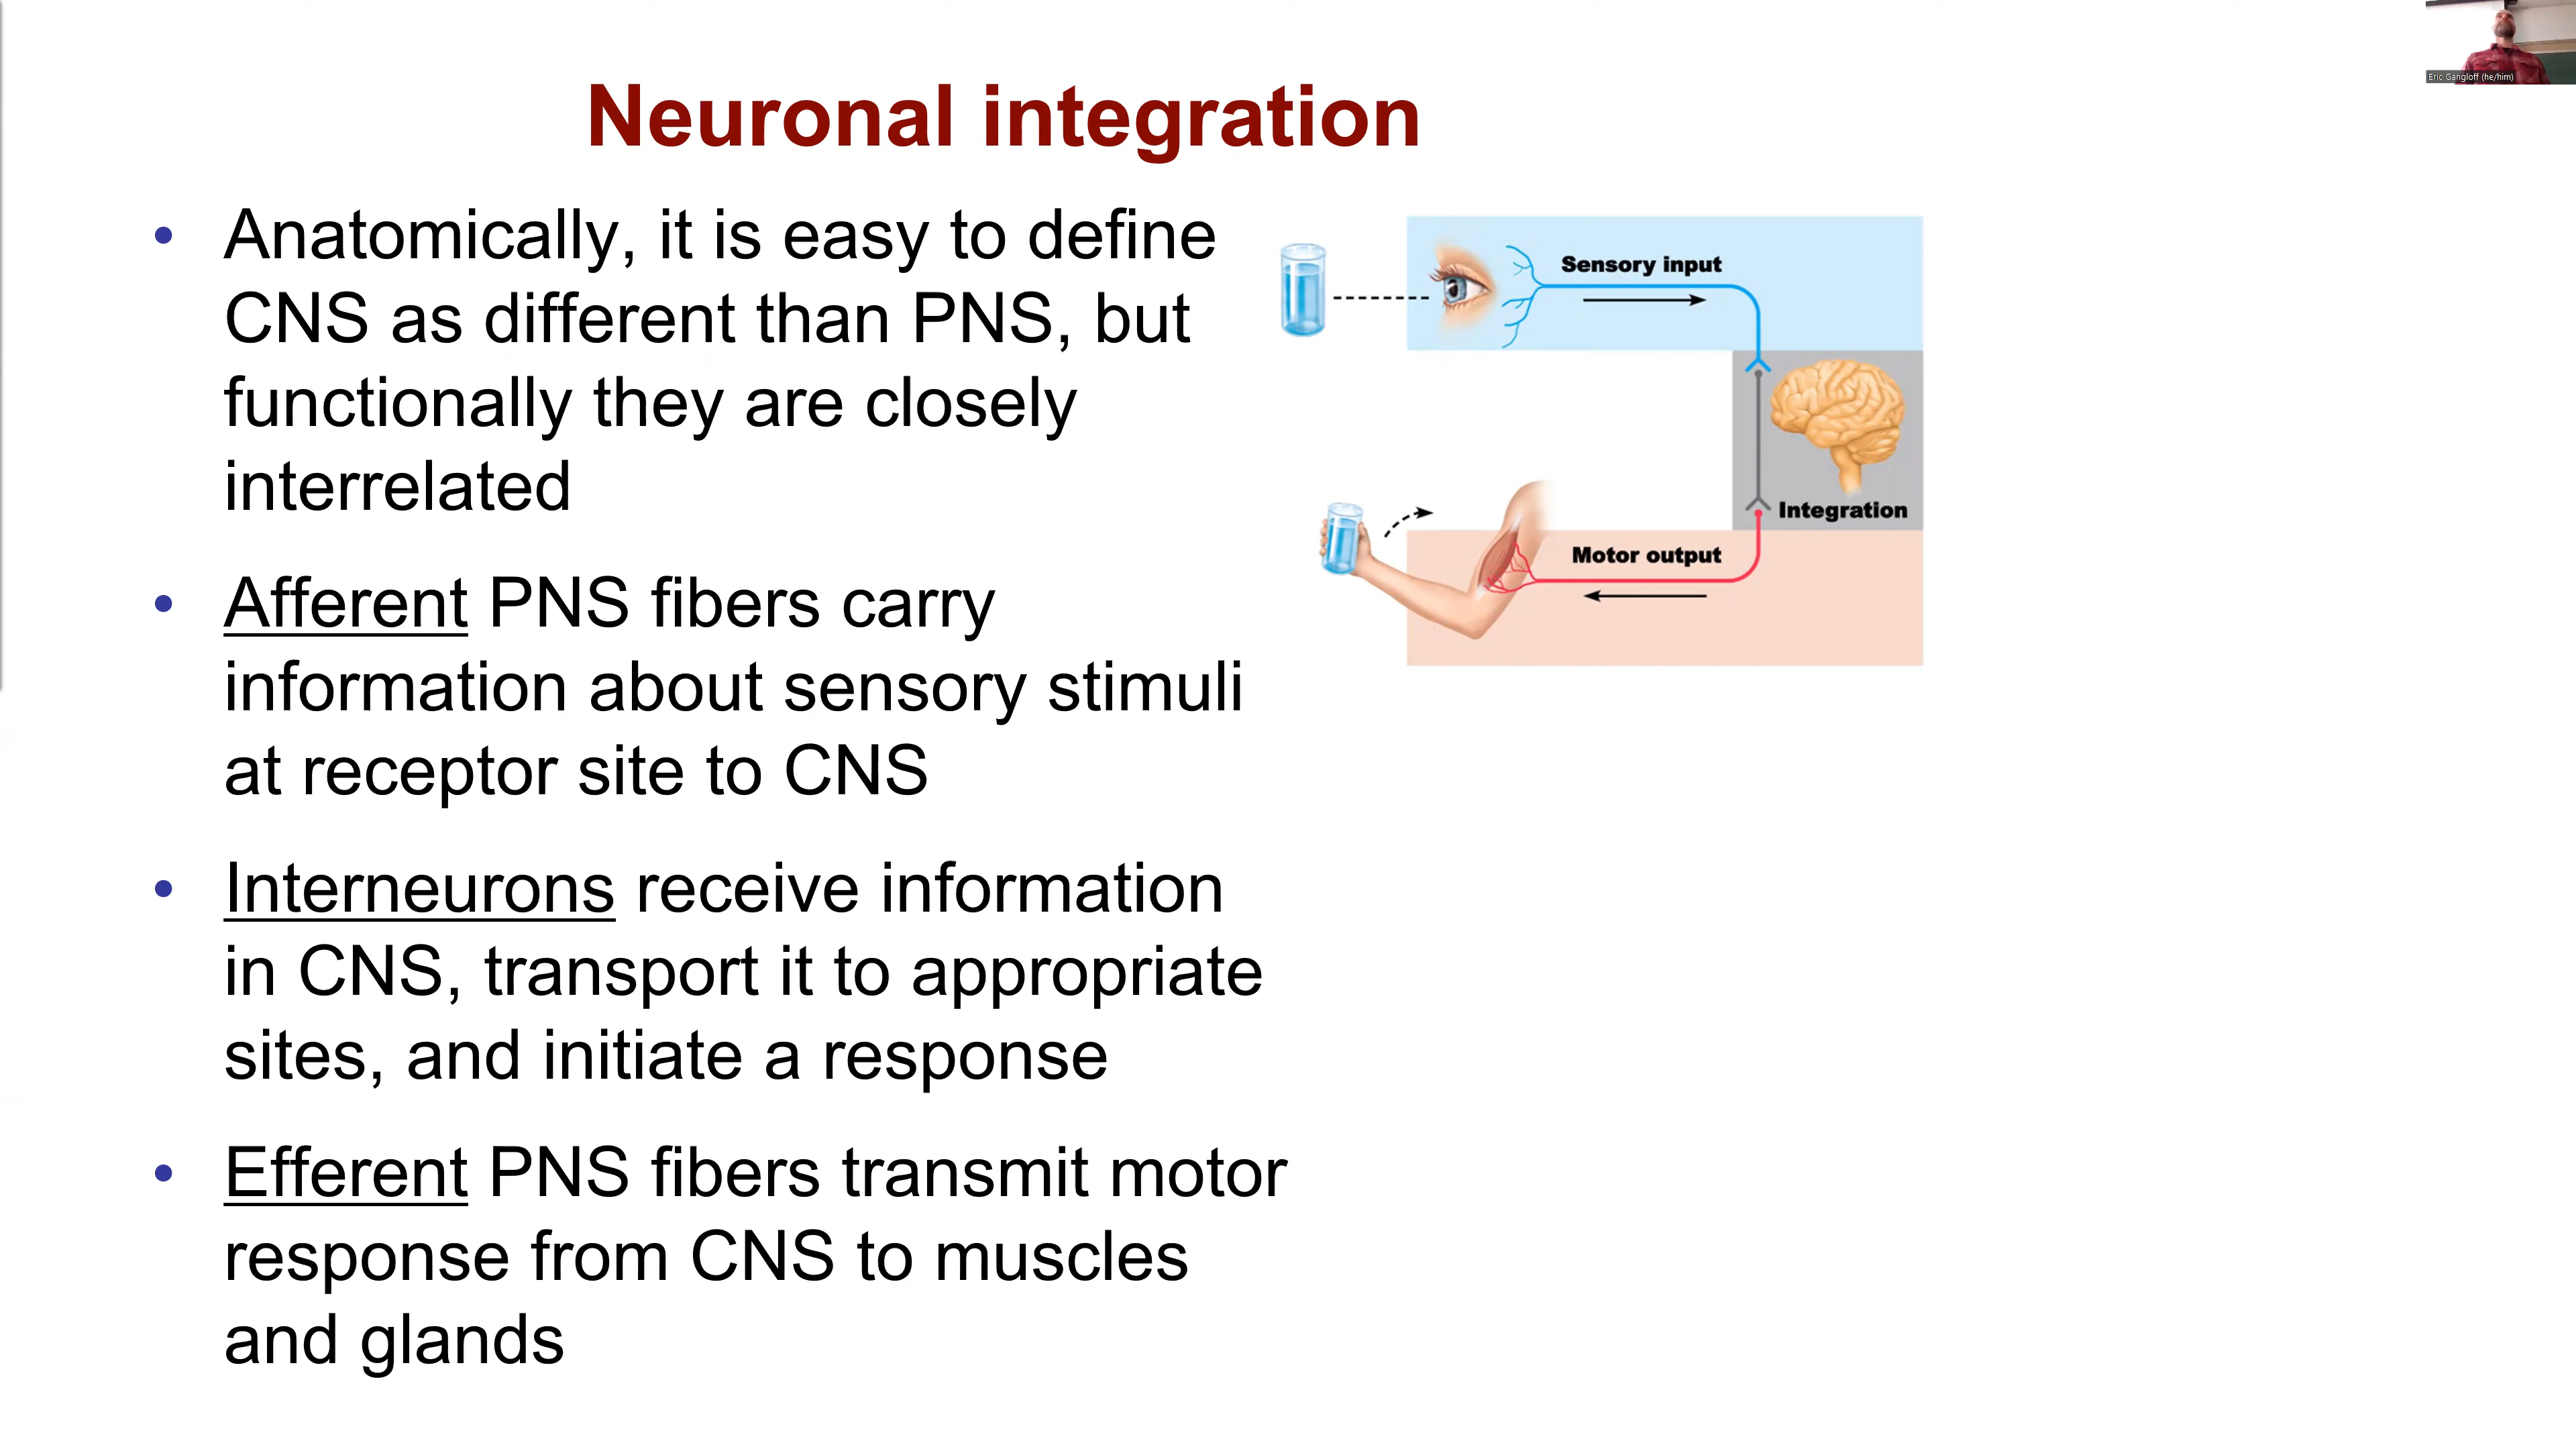 Neuronal integration
• Anatomically, it is easy to define
CNS as different than PNS, but
functionally they are closely
interrelated
• Afferent PNS fibers carry
information about sensory stimuli
at receptor site to CNS
• Interneurons receive information
in CNS, transport it to appropriate
sites, and initiate a response
• Efferent PNS fibers transmit motor
response from CNS to muscles
and glands
Sensory input
Integration
Motor output
Eric Gangloff (he/him)